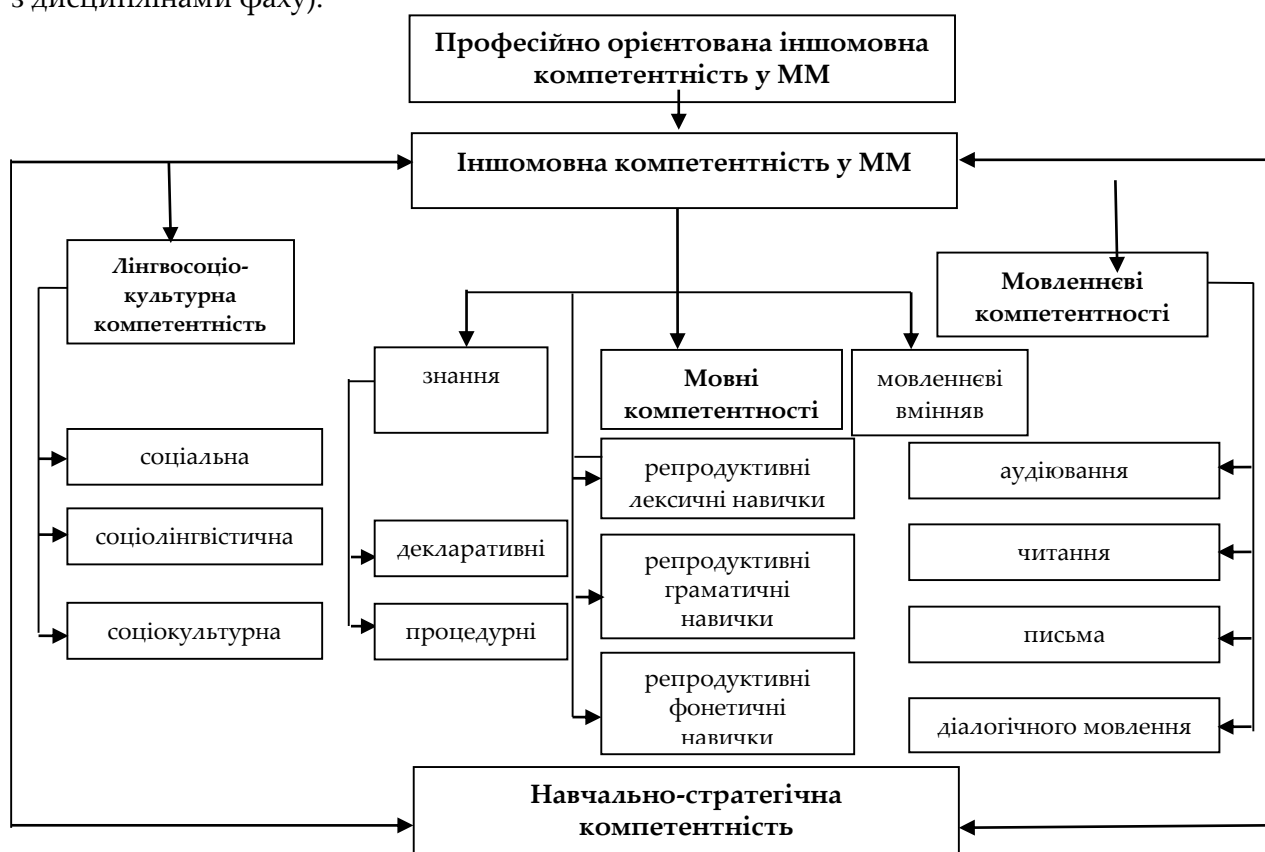 з дисциплінами фаху).
Професійно орієнтована іншомовна
компетентність у ММ
Іншомовна компетентність у ММ
Лінгвосоціо-
культурна
компетентність
Мовленнєві
компетентності
знання
Мовні
компетентності
мовленнєві
вмінняв
соціальна
репродуктивні
лексичні навички
аудіювання
соціолінгвістична
декларативні
репродуктивні
граматичні
навички
читання
соціокультурна
процедурні
письма
репродуктивні
фонетичні
навички
діалогічного мовлення
Навчально-стратегічна
компетентність